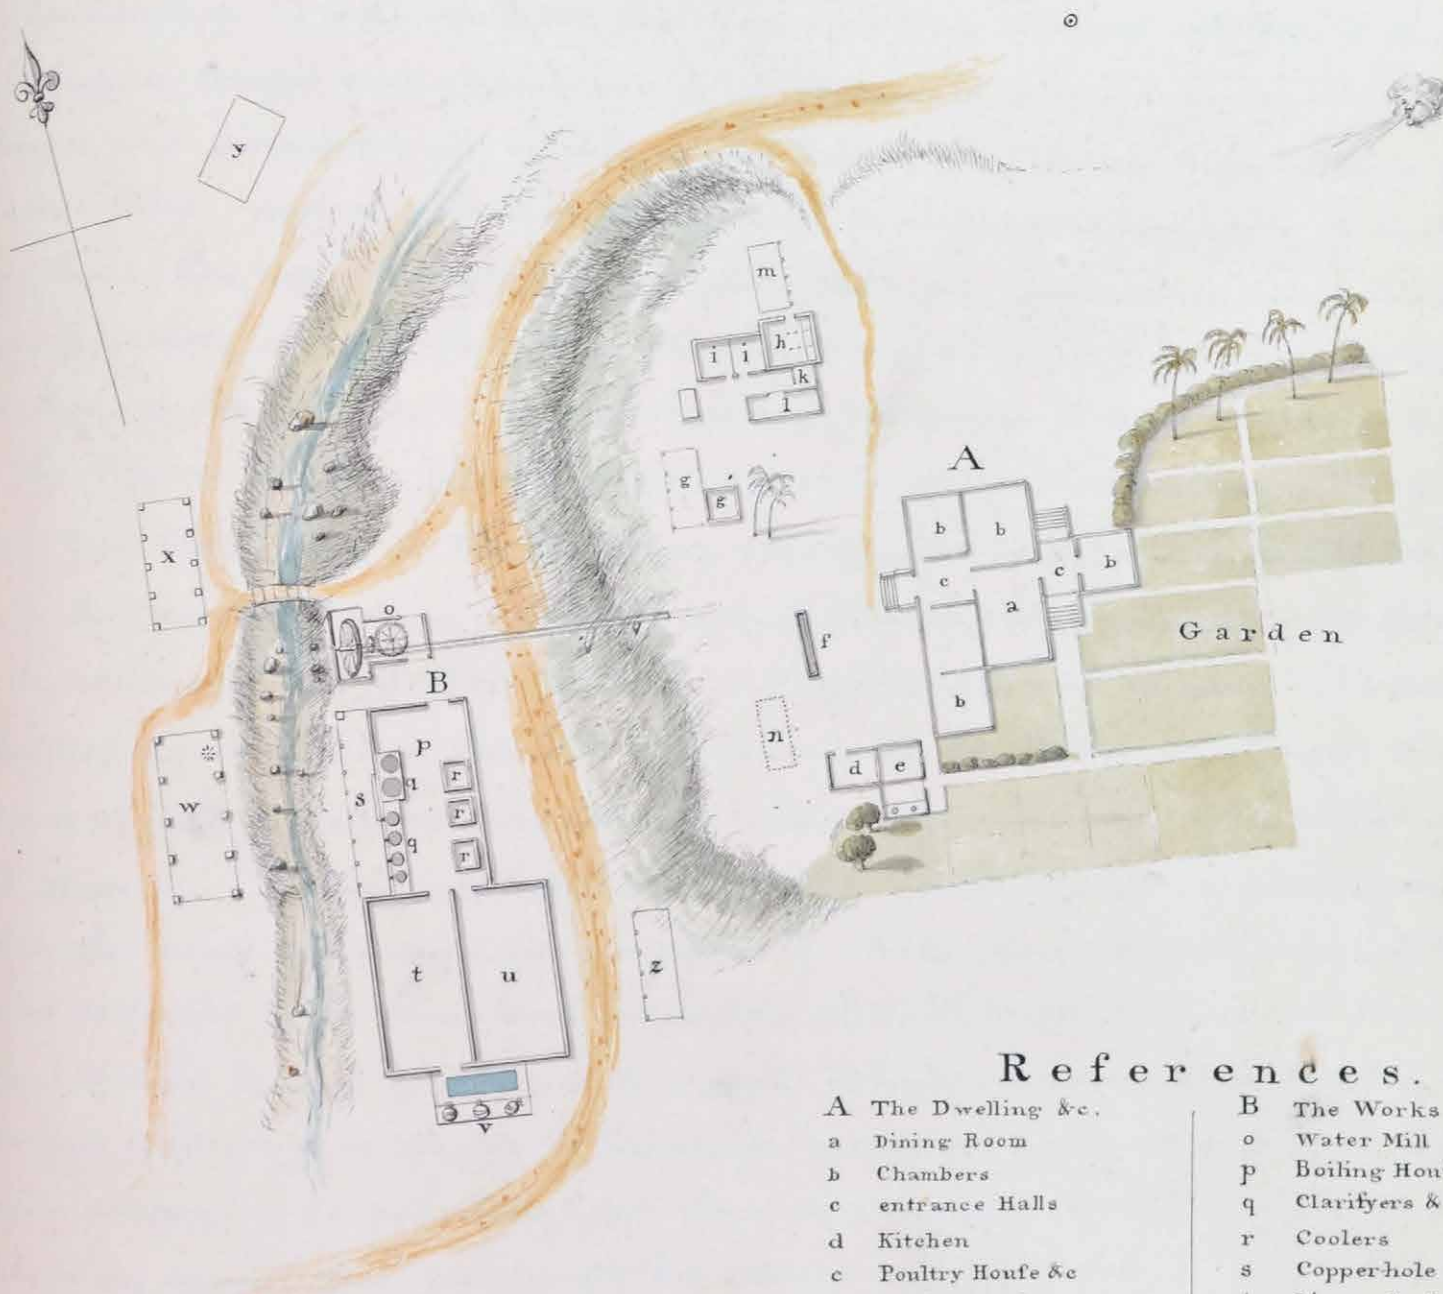 y
m
i
i
h
k
l
A
g
g
x
b
b
c
c
b
a
o
f
Garden
B
b
p
n
w
s
q
r
d
e
r
q
r
t
u
z
v
References.
A The Dwelling &c.
a Dining Room
b Chambers
c entrance Halls
d Kitchen
c Poultry Houſe &c
B The Works
o Water Mill
p Boiling Hou
q Clarifyers &
r Coolers
s Copper-hole